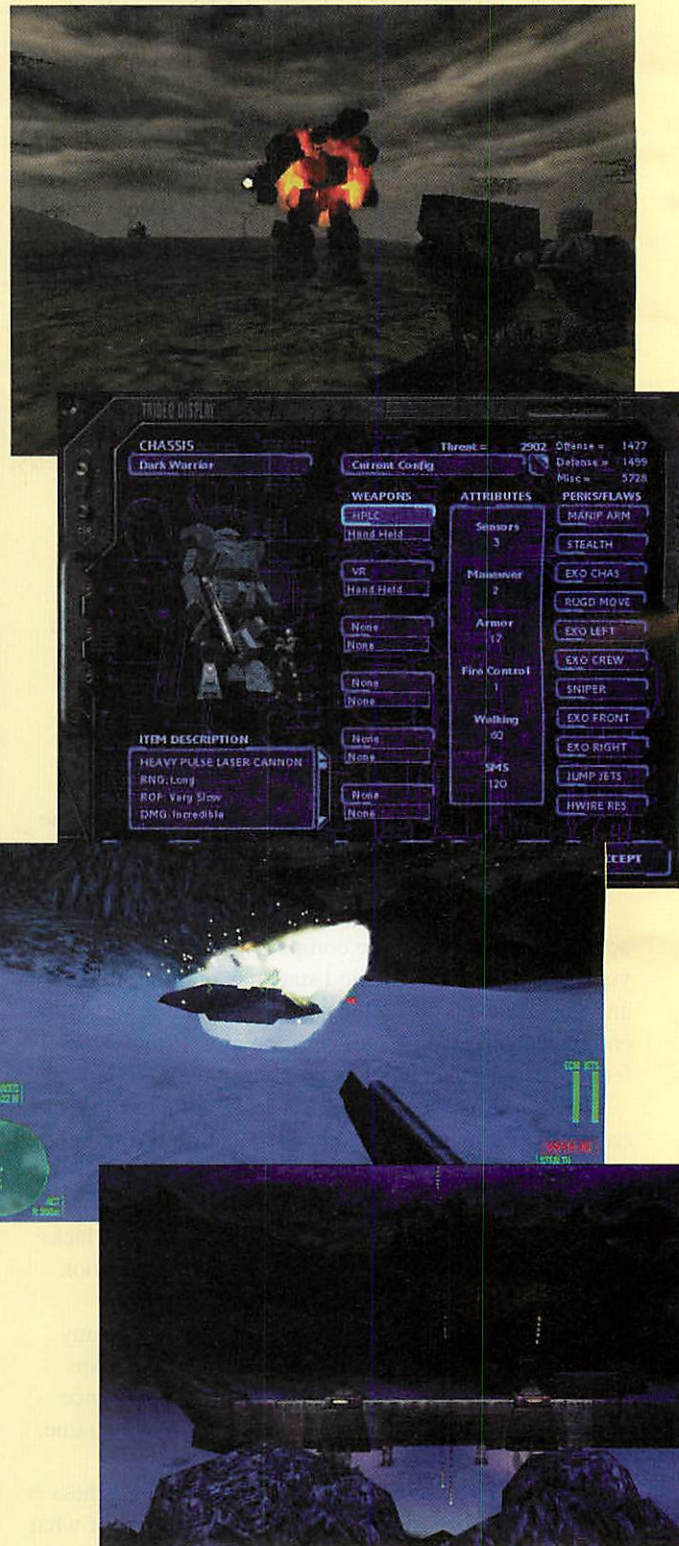 TRIDEO DISPLAY
CHASSIS
Dark Warrior
Current Config
Threat = 2902
Offense = 1427
Defense = 1499
Misc = 5728
WEAPONS
HPLC
Hand Held
VR
Hand Held
None
None
None
None
None
None
None
None
ATTRIBUTES
Sensors
3
Maneuver
2
Armor
17
Fire Control
1
Walking
60
SMS
120
PERKS/FLAWS
MANIP ARM
STEALTH
EXO CHAS
RUGD MOVE
EXO LEFT
EXO CREW
SNIPER
EXO FRONT
EXO RIGHT
JUMP JETS
HWIRE RES
ITEM DESCRIPTION
HEAVY PULSE LASER CANNON
RNG: Long
ROF: Very Slow
DMG: Incredible
CCEPT
ECM JETS
STEALTH
ACT